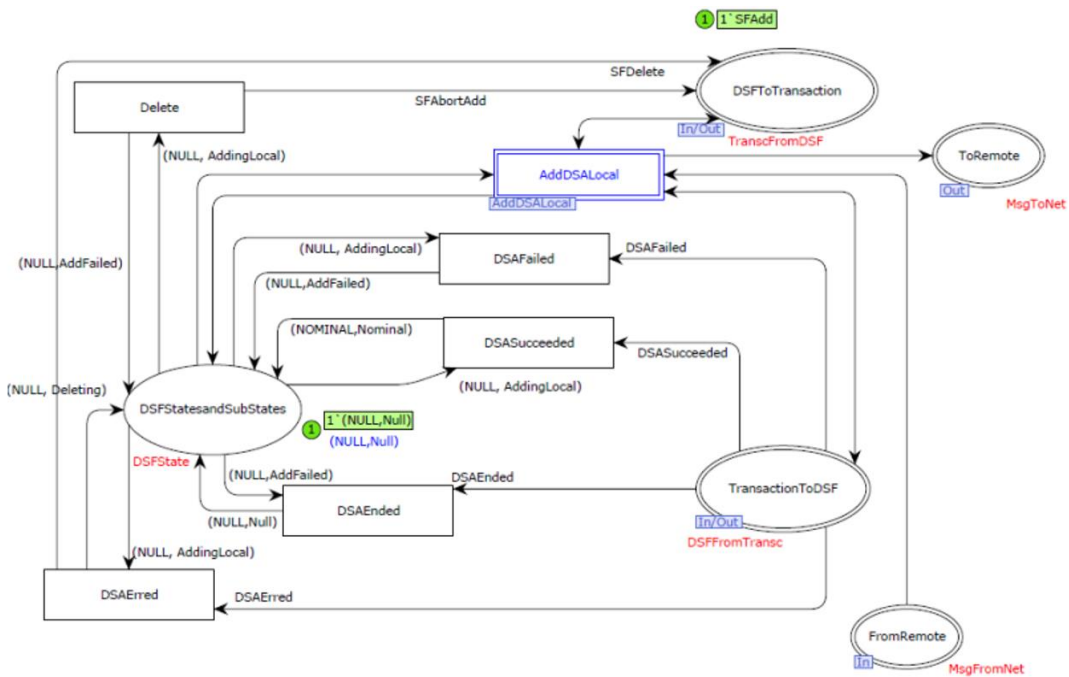 1 1`SFAdd
SFDelete
DSFToTransaction
Delete
SFAbortAdd
In/Out
TranscFromDSF
(NULL, AddingLocal)
ToRemote
AddDSALocal
Out
AddDSALocal
MsgToNet
(NULL, AddingLocal)
DSAFailed
DSAFailed
(NULL,AddFailed)
(NULL,AddFailed)
(NOMINAL,Nominal)
DSASucceeded
DSASucceeded
(NULL, Deleting)
(NULL, AddingLocal)
DSFStatesandSubStates
1 1`(NULL,Null)
(NULL,Null)
DSFState
(NULL,AddFailed)
DSAEnded
TransactionToDSF
DSAEnded
(NULL,Null)
In/Out
DSFFromTransc
(NULL, AddingLocal)
DSAErred
DSAErred
FromRemote
In
MsgFromNet